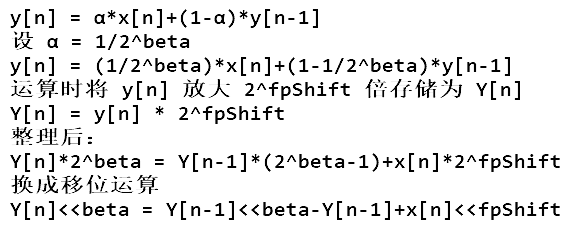 y[n] = α*x[n]+(1-α)*y[n-1]
设 α = 1/2^beta
y[n] = (1/2^beta)*x[n]+(1-1/2^beta)*y[n-1]
运算时将 y[n] 放大 2^fpShift 倍存储为 Y[n]
Y[n] = y[n] * 2^fpShift
整理后：
Y[n]*2^beta = Y[n-1]*(2^beta-1)+x[n]*2^fpShift
换成移位运算
Y[n]<<beta = Y[n-1]<<beta-Y[n-1]+x[n]<<fpShift